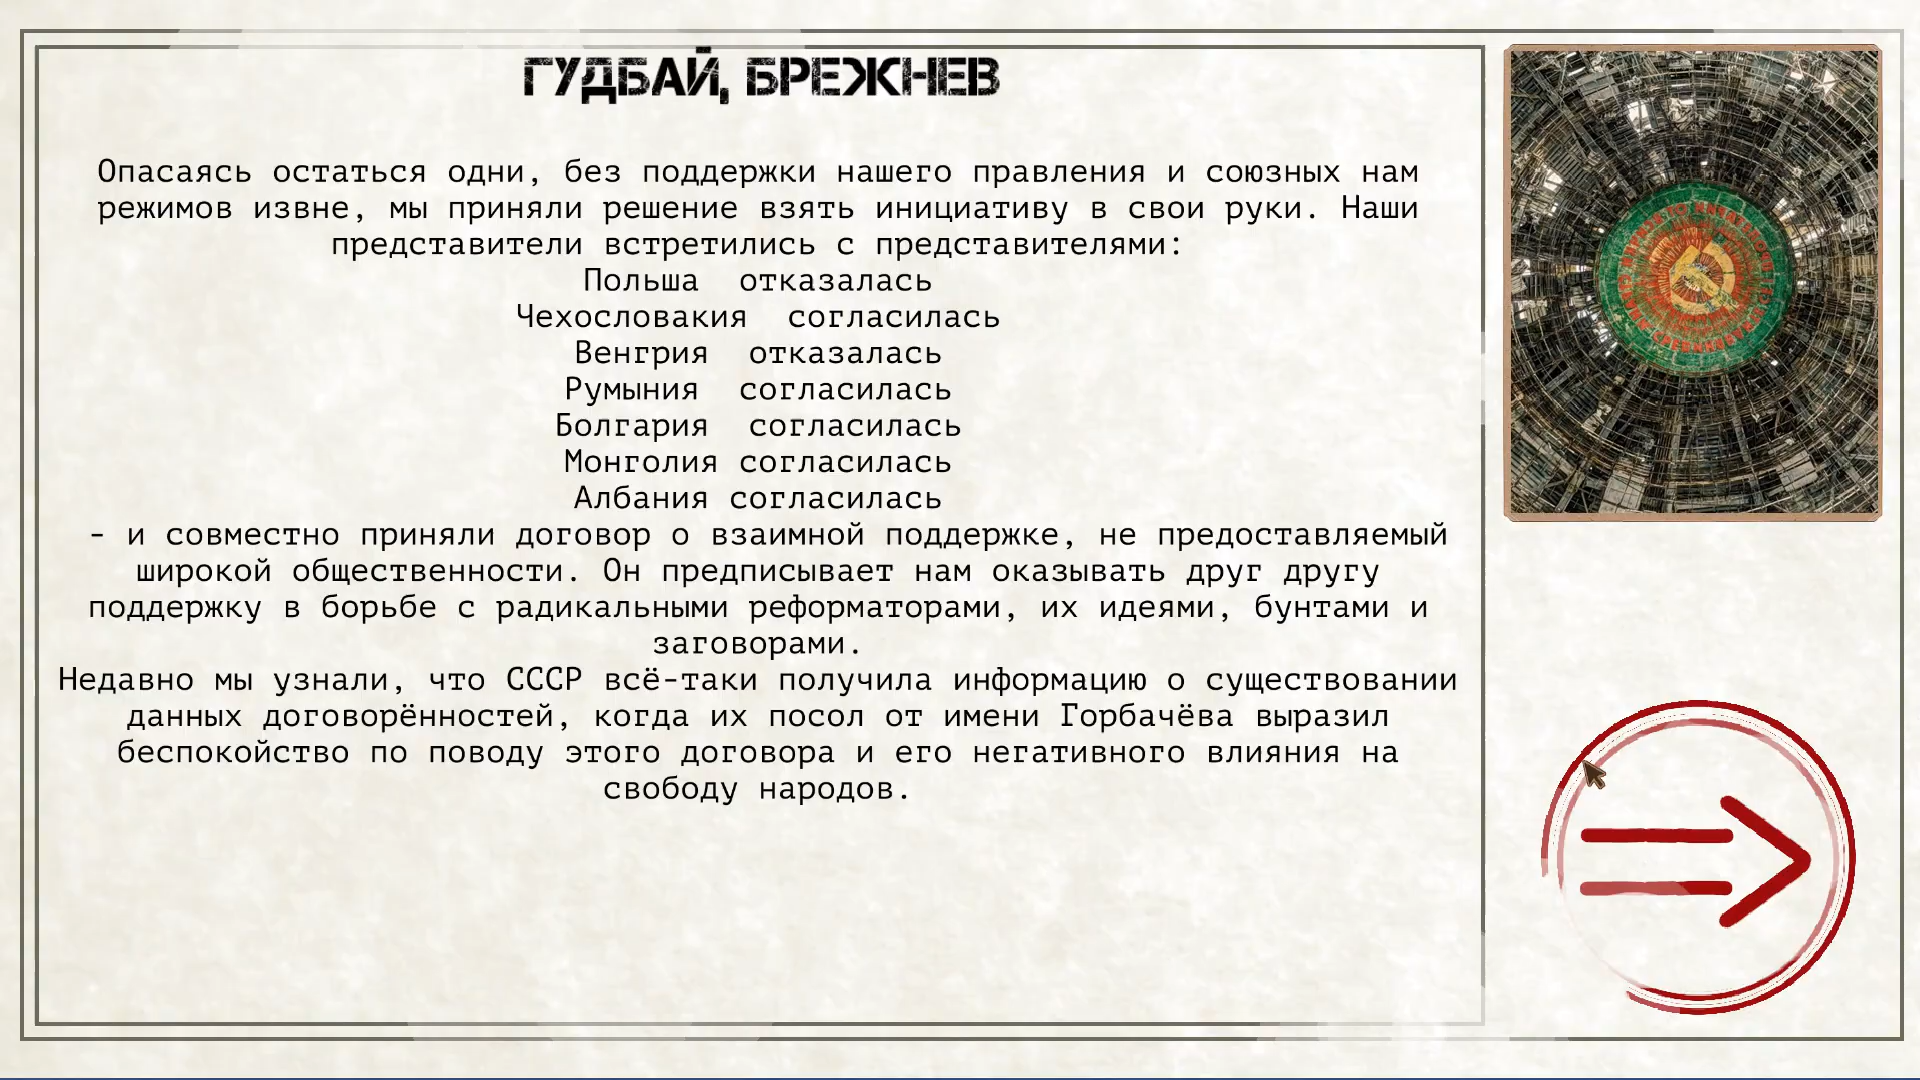 ГУДБАЙ, БРЕЖНЕВ
Опасаясь остаться одни, без поддержки нашего правления и союзных нам
режимов извне, мы приняли решение взять инициативу в свои руки. Наши
представители встретились с представителями:
Польша отказалась
Чехословакия согласилась
Венгрия отказалась
Румыния согласилась
Болгария согласилась
Монголия согласилась
Албания согласилась
- и совместно приняли договор о взаимной поддержке, не предоставляемый
широкой общественности. Он предписывает нам оказывать друг другу
поддержку в борьбе с радикальными реформаторами, их идеями, бунтами и
заговорами.
Недавно мы узнали, что СССР всё-таки получила информацию о существовании
данных договорённостей, когда их посол от имени Горбачёва выразил
беспокойство по поводу этого договора и его негативного влияния на
свободу народов.